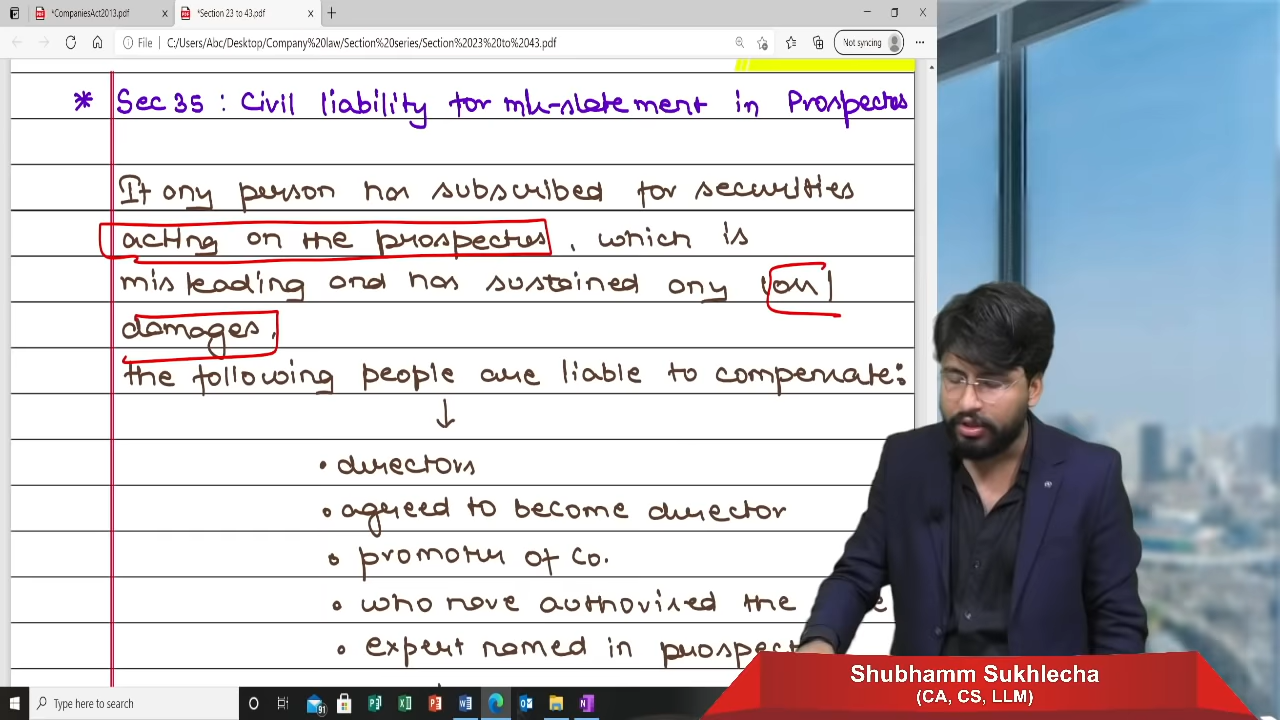 *CompaniesAct2013.pdf
*Section 23 to 43.pdf
File C:/Users/Abc/Desktop/Company%20law/Section%20series/Section%2023%20to%2043.pdf
Not syncing
* Sec 35 : Civil liability for mis-statement in Prospectus
If any person has subscribed for securities
acting on the prospectus, which is
misleading and has sustained any loss/
damages,
the following people are liable to compensate:
↓
• directors
• agreed to become director
• promoter of Co.
• who have authorised the
• expert named in prospect
Type here to search
91
Shubhamm Sukhlecha
(CA, CS, LLM)